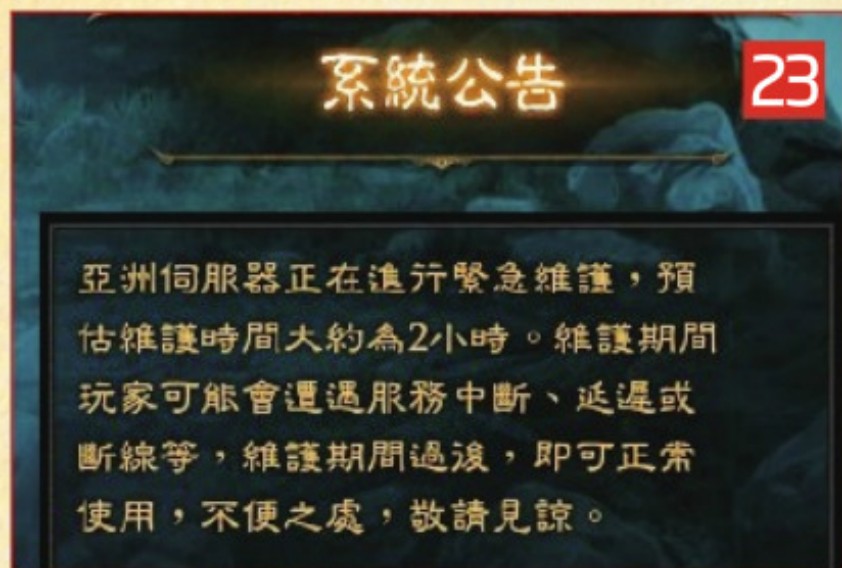 系統公告
23
亞洲伺服器正在進行緊急維護，預
估維護時間大約為2小時。維護期間
玩家可能會遭遇服務中斷、延遲或
斷線等，維護期間過後，即可正常
使用，不便之處，敬請見諒。